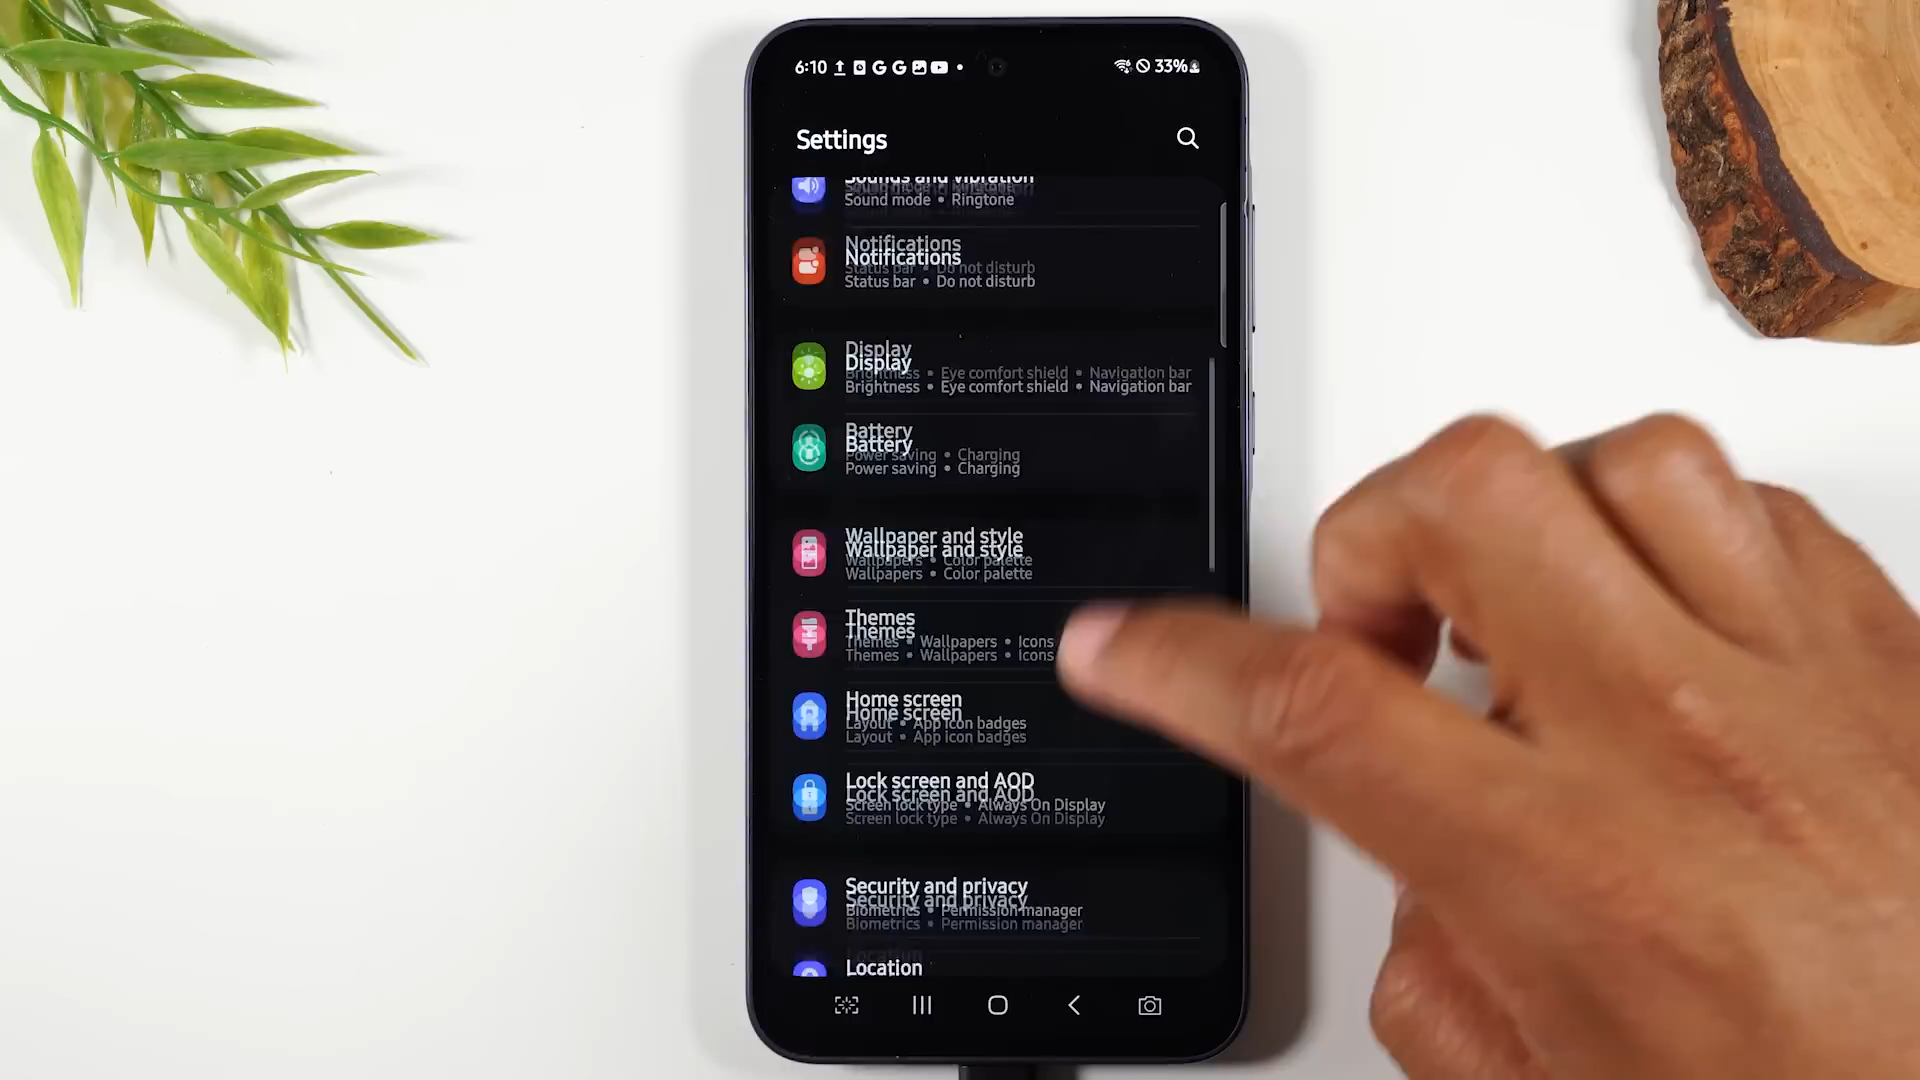 6:10 33%
Settings
Sounds and vibration
Sound mode • Ringtone
Notifications
Status bar • Do not disturb
Display
Brightness • Eye comfort shield • Navigation bar
Battery
Power saving • Charging
Wallpaper and style
Wallpapers • Color palette
Themes
Themes • Wallpapers • Icons
Home screen
Layout • App icon badges
Lock screen and AOD
Screen lock type • Always On Display
Security and privacy
Biometrics • Permission manager
Location